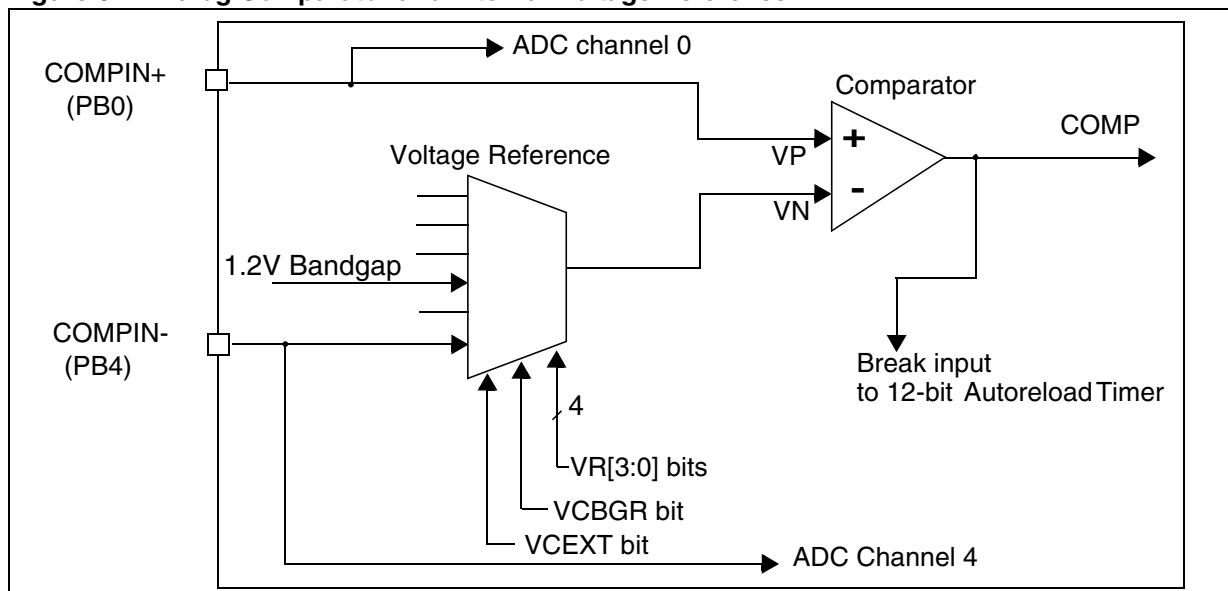 ADC channel 0
COMPIN+
(PB0)
Comparator
COMP
+
VP
Voltage Reference
-
VN
1.2V Bandgap
COMPIN-
(PB4)
Break input
to 12-bit Autoreload Timer
4
VR[3:0] bits
VCBGR bit
VCEXT bit
ADC Channel 4